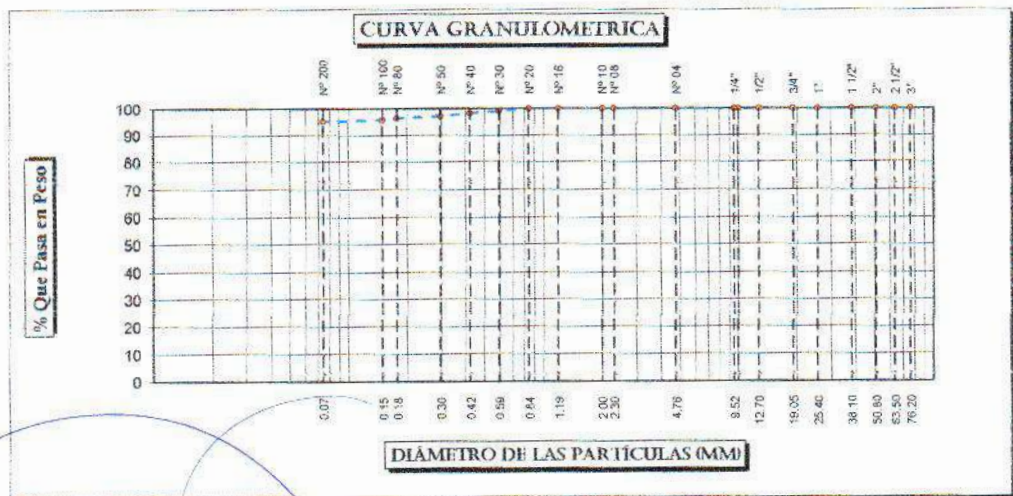 CURVA GRANULOMETRICA
Nº 200 Nº 100 Nº 80 Nº 50 Nº 40 Nº 30 Nº 20 Nº 16 Nº 10 Nº 08 Nº 04 1/4" 1/2" 3/4" 1" 1 1/2" 2" 2 1/2" 3"
100
90
80
70
60
50
40
30
20
10
0
% Que Pasa en Peso
0.07 0.15 0.18 0.30 0.42 0.59 0.84 1.19 2.00 2.30 4.76 9.52 12.70 19.05 25.40 38.10 50.80 63.50 76.20
DIÁMETRO DE LAS PARTÍCULAS (MM)